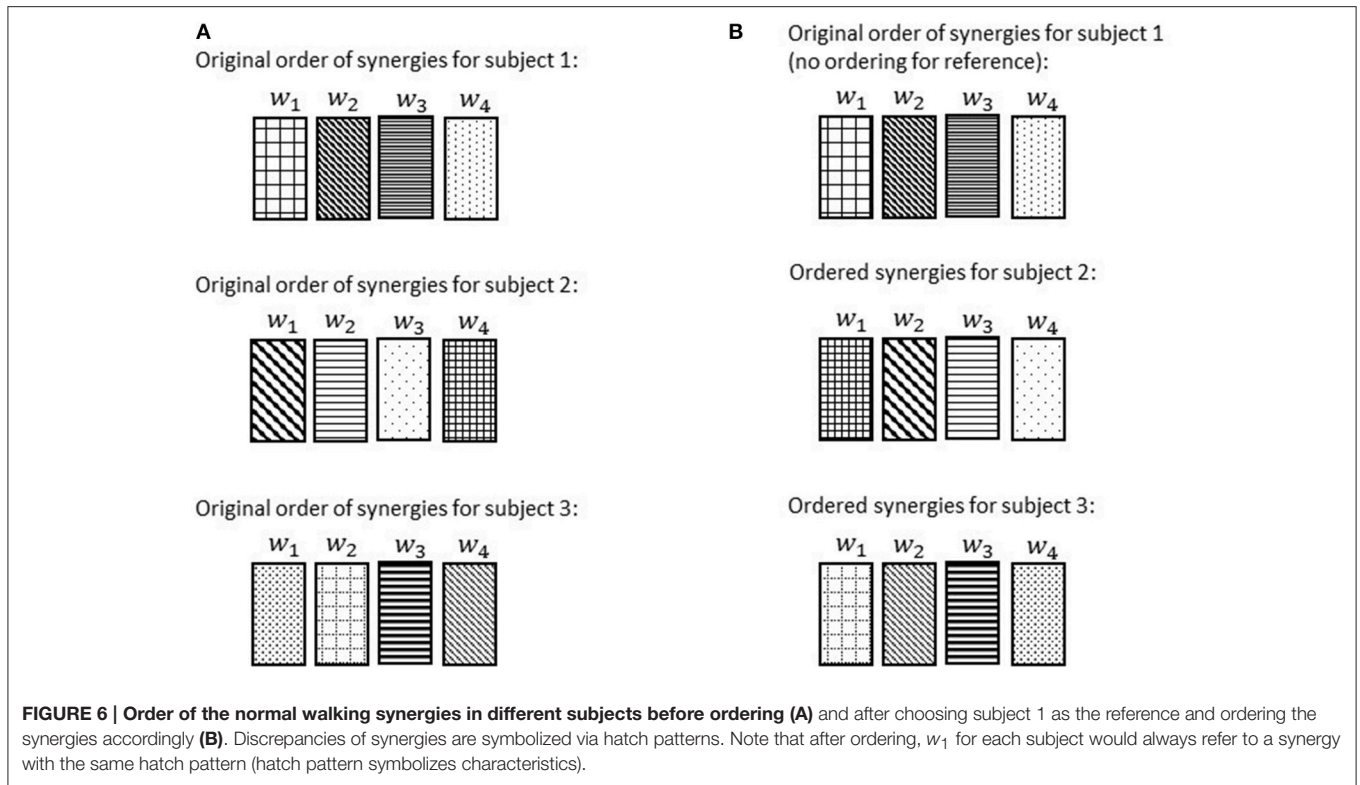 A
Original order of synergies for subject 1:
w₁ w₂ w₃ w₄
Original order of synergies for subject 2:
w₁ w₂ w₃ w₄
Original order of synergies for subject 3:
w₁ w₂ w₃ w₄
B
Original order of synergies for subject 1
(no ordering for reference):
w₁ w₂ w₃ w₄
Ordered synergies for subject 2:
w₁ w₂ w₃ w₄
Ordered synergies for subject 3:
w₁ w₂ w₃ w₄
FIGURE 6 | Order of the normal walking synergies in different subjects before ordering (A) and after choosing subject 1 as the reference and ordering the
synergies accordingly (B). Discrepancies of synergies are symbolized via hatch patterns. Note that after ordering, w₁ for each subject would always refer to a synergy
with the same hatch pattern (hatch pattern symbolizes characteristics).